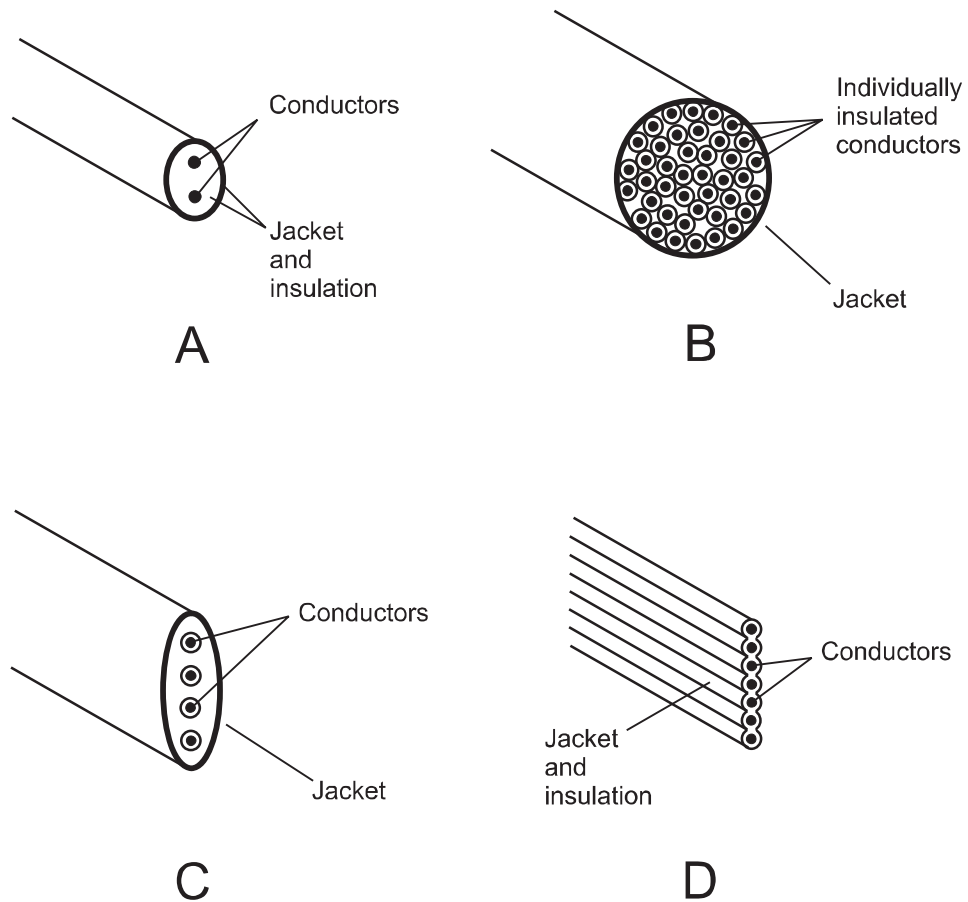 Conductors
Jacket
and
insulation
A
Individually
insulated
conductors
Jacket
B
Conductors
Jacket
C
Conductors
Jacket
and
insulation
D